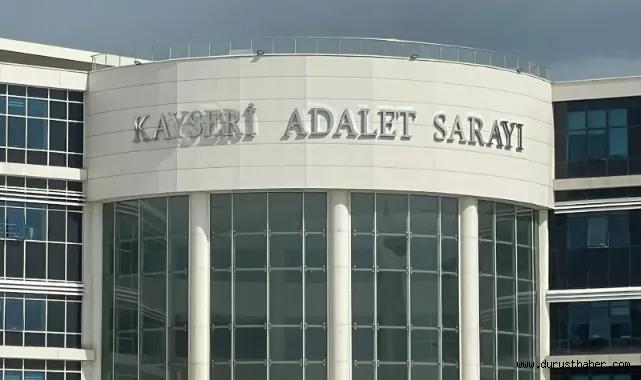 KAYSERİ ADALET SARAYI
www.durusthaber.com